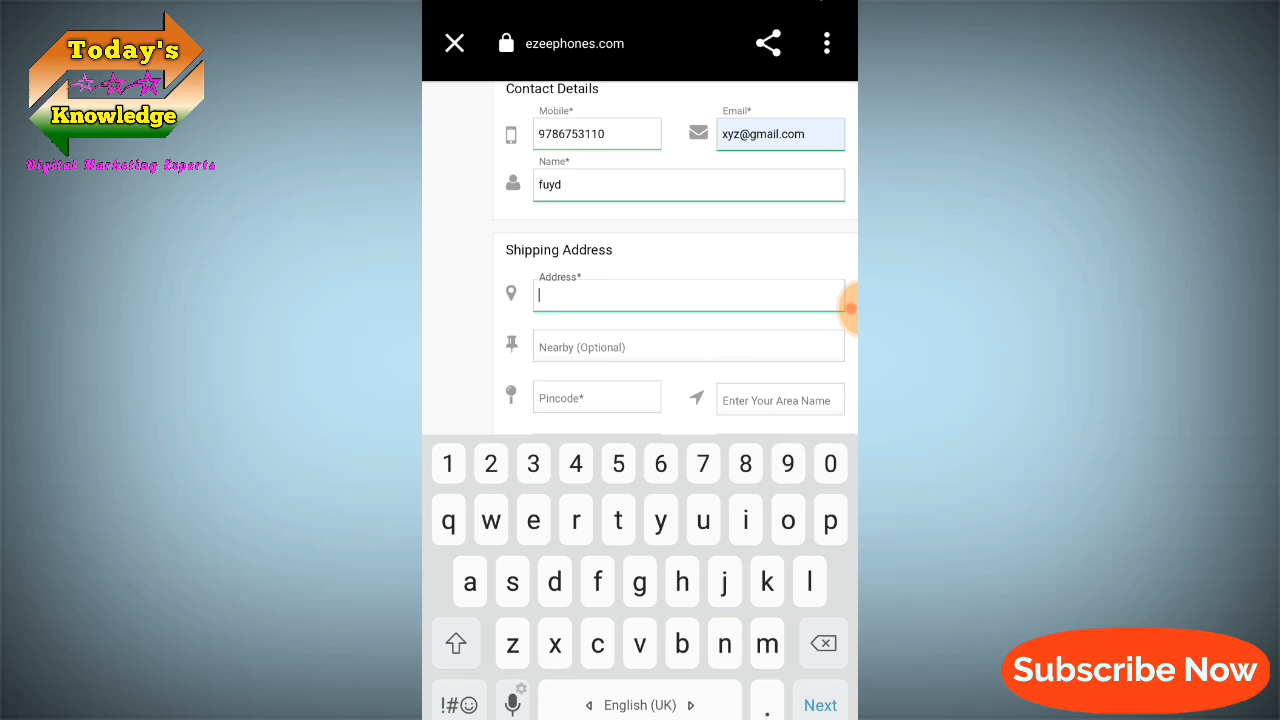 Today's
Knowledge
Digital Marketing Experts
ezeephones.com
Contact Details
Mobile*
9786753110
Email*
xyz@gmail.com
Name*
fuyd
Shipping Address
Address*
Nearby (Optional)
Pincode*
Enter Your Area Name
1 2 3 4 5 6 7 8 9 0
q w e r t y u i o p
a s d f g h j k l
z x c v b n m
!#☺ English (UK) . Next
Subscribe Now